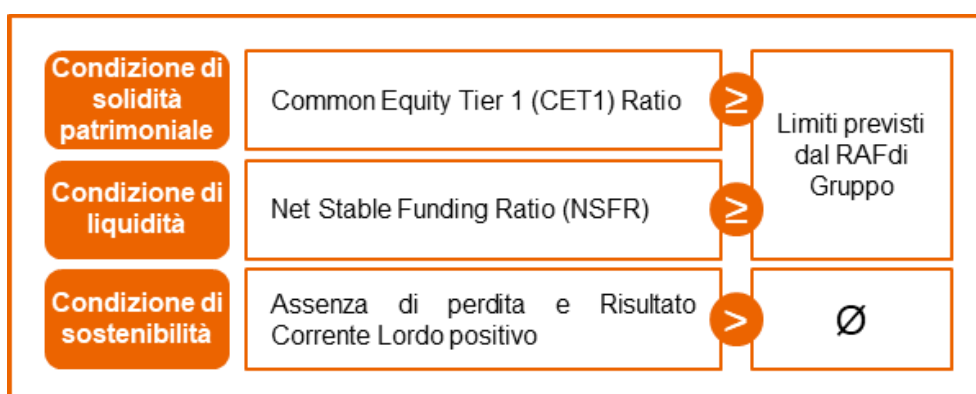 Condizione di
solidità
patrimoniale
Common Equity Tier 1 (CET1) Ratio
≥
Limiti previsti
dal RAFdi
Gruppo
Condizione di
liquidità
Net Stable Funding Ratio (NSFR)
≥
Condizione di
sostenibilità
Assenza di perdita e Risultato
Corrente Lordo positivo
>
Ø